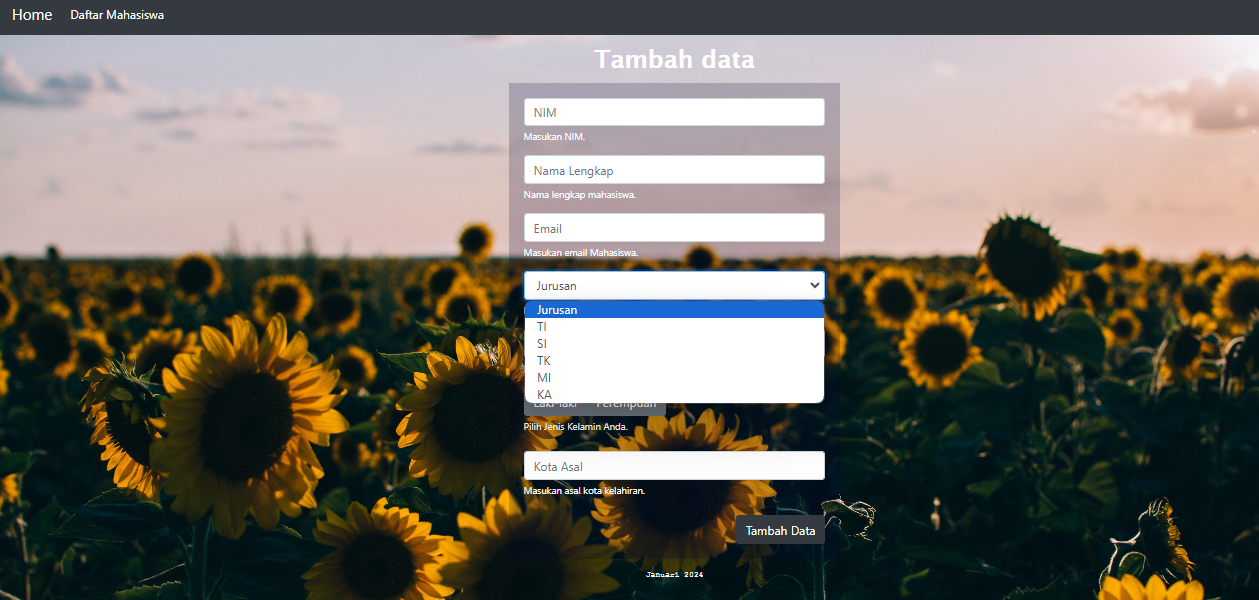 Home Daftar Mahasiswa
Tambah data
NIM
Masukan NIM.
Nama Lengkap
Nama lengkap mahasiswa.
Email
Masukan email Mahasiswa.
Jurusan
Jurusan
TI
SI
TK
MI
KA
Laki-laki Perempuan
Pilih Jenis Kelamin Anda.
Kota Asal
Masukan asal kota kelahiran.
Tambah Data
Januari 2024